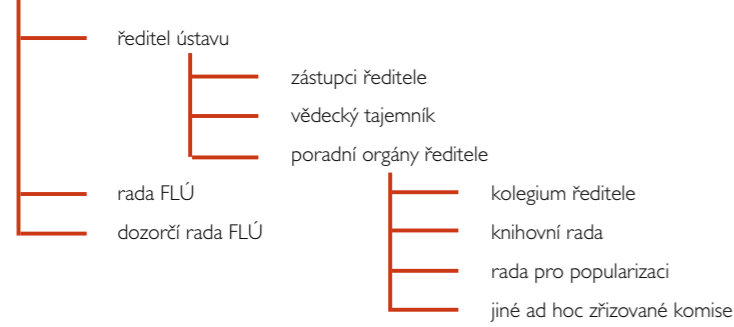 ředitel ústavu
zástupci ředitele
vědecký tajemník
poradní orgány ředitele
rada FLÚ
kolegium ředitele
knihovní rada
dozorčí rada FLÚ
rada pro popularizaci
jiné ad hoc zřizované komise